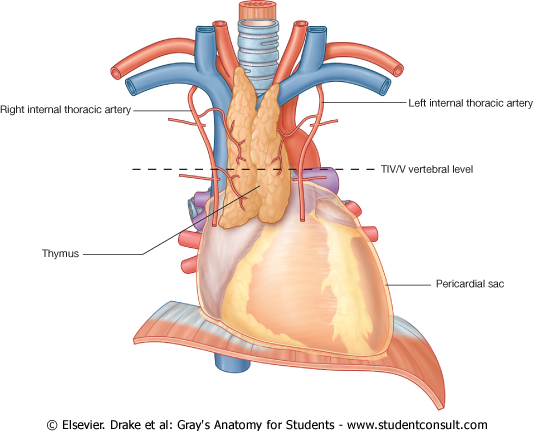 Right internal thoracic artery
Left internal thoracic artery
TIV/V vertebral level
Thymus
Pericardial sac
© Elsevier. Drake et al: Gray's Anatomy for Students - www.studentconsult.com